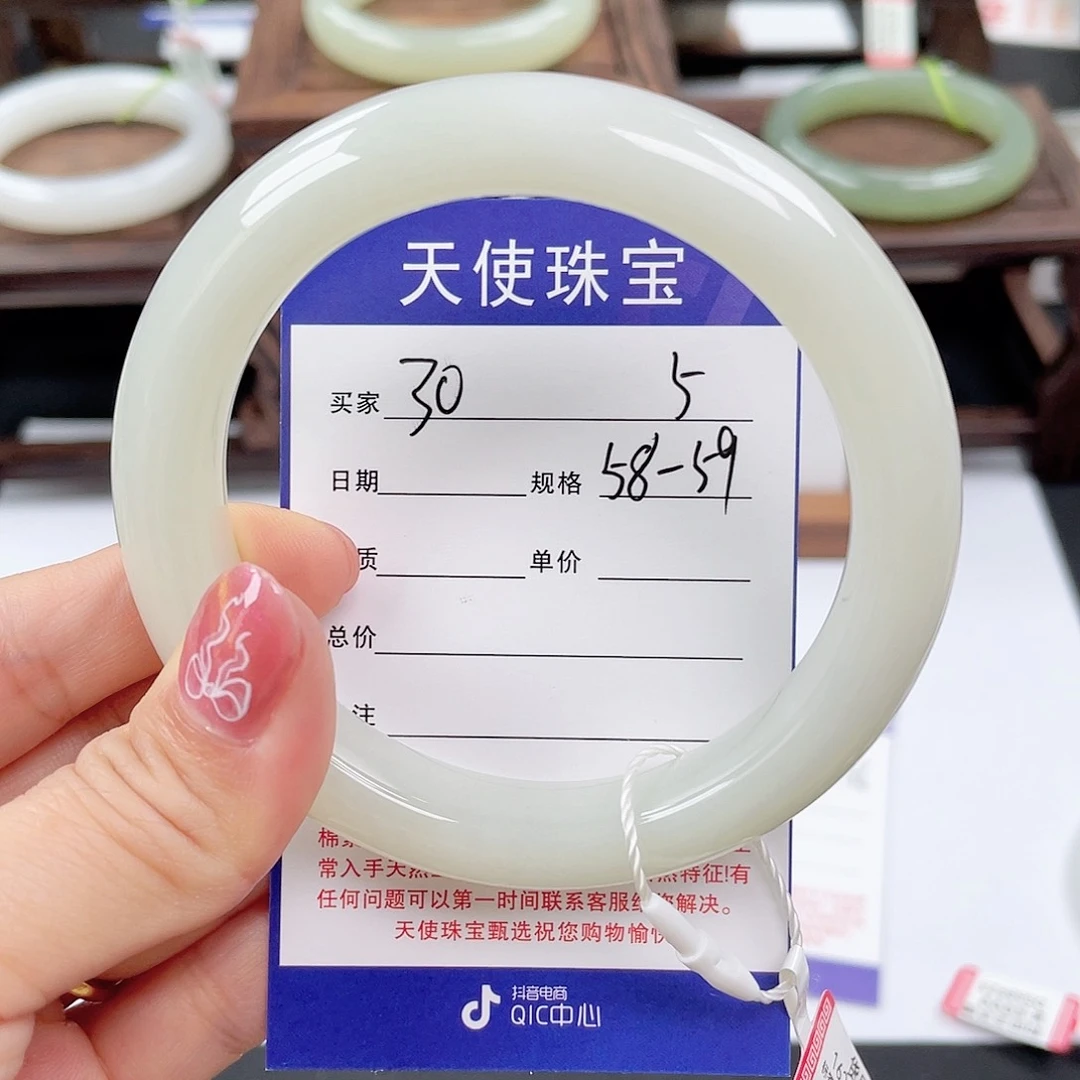 天使珠宝
买家 30 5
日期 规格 58-59
质 单价
总价
注
常入手天然 特征!有
任何问题可以第一时间联系客服给您解决。
天使珠宝甄选祝您购物愉快
抖音电商
QIC中心